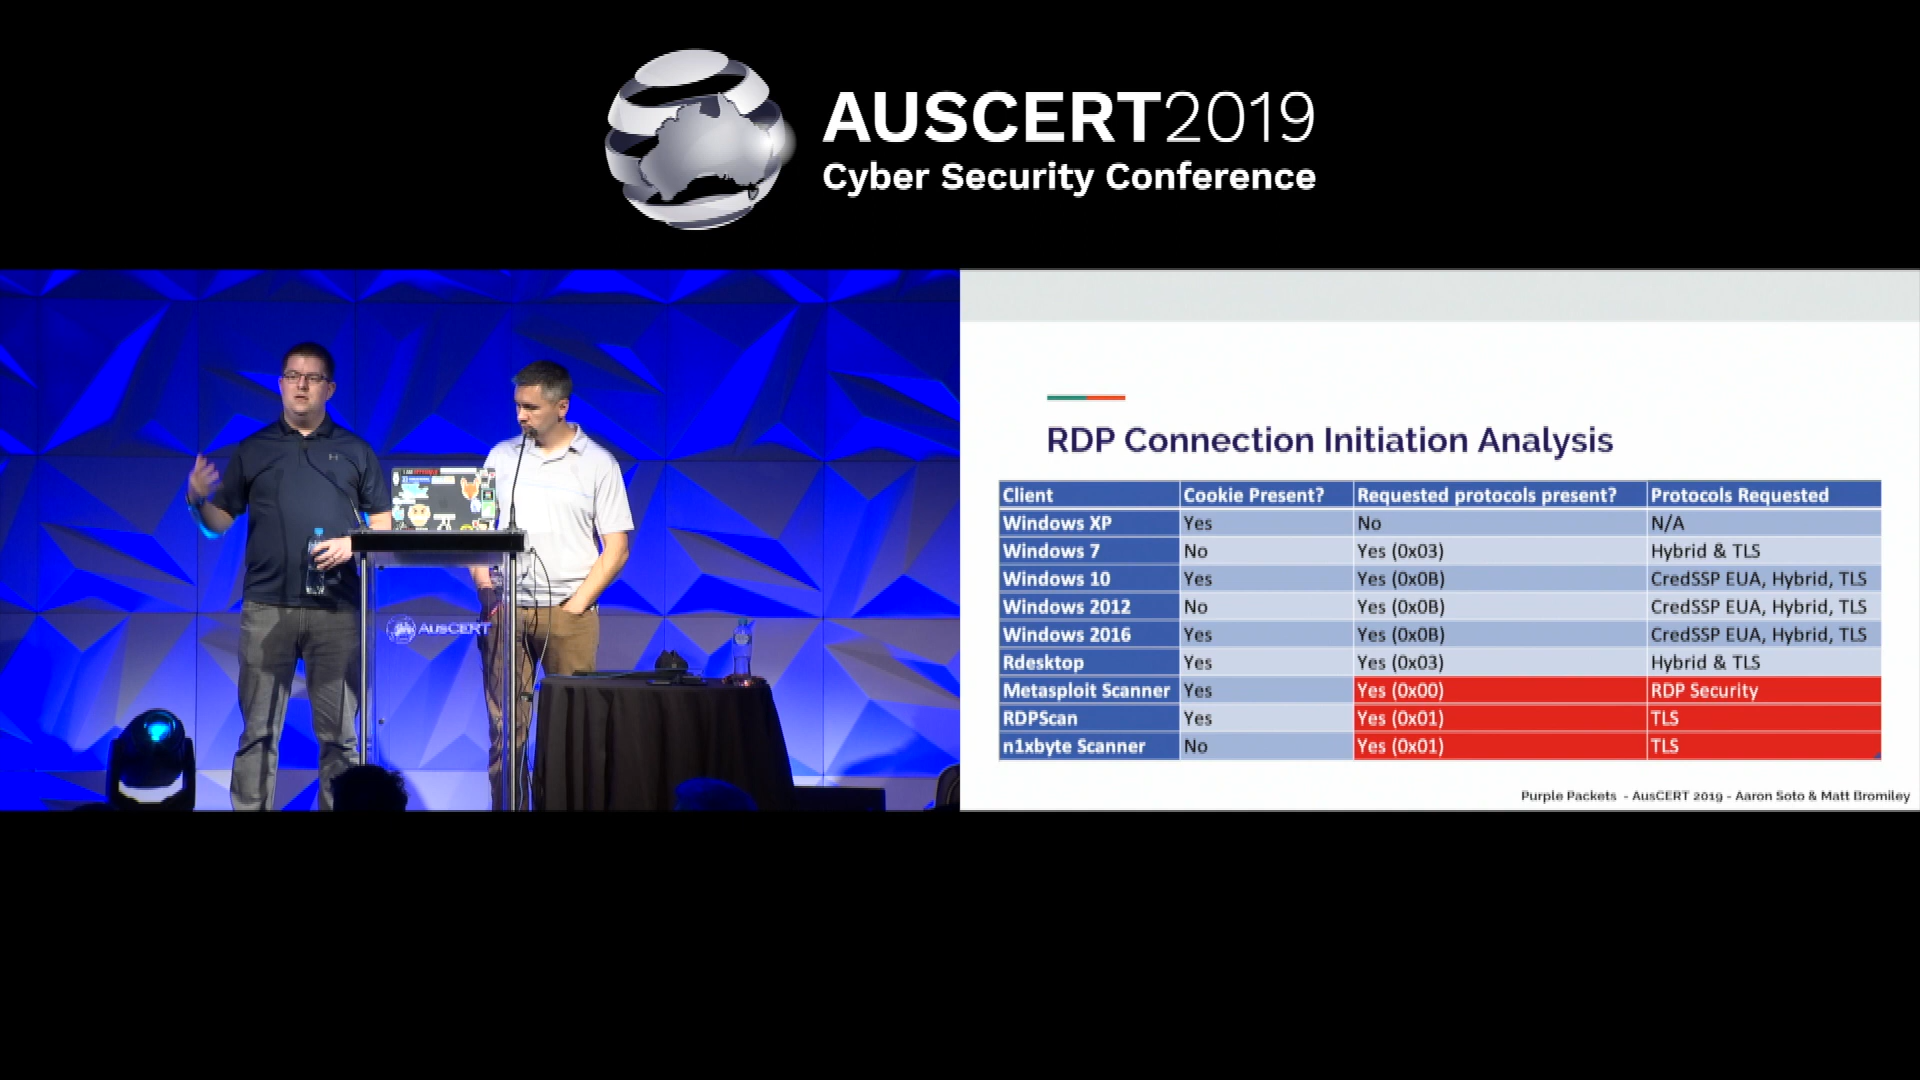 AUSCERT2019
Cyber Security Conference
AUSCERT
RDP Connection Initiation Analysis
Client Cookie Present? Requested protocols present? Protocols Requested
Windows XP Yes No N/A
Windows 7 No Yes (0x03) Hybrid & TLS
Windows 10 Yes Yes (0x0B) CredSSP EUA, Hybrid, TLS
Windows 2012 No Yes (0x0B) CredSSP EUA, Hybrid, TLS
Windows 2016 Yes Yes (0x0B) CredSSP EUA, Hybrid, TLS
Rdesktop Yes Yes (0x03) Hybrid & TLS
Metasploit Scanner Yes Yes (0x00) RDP Security
RDPScan Yes Yes (0x01) TLS
n1xbyte Scanner No Yes (0x01) TLS
Purple Packets - AusCERT 2019 - Aaron Soto & Matt Bromiley